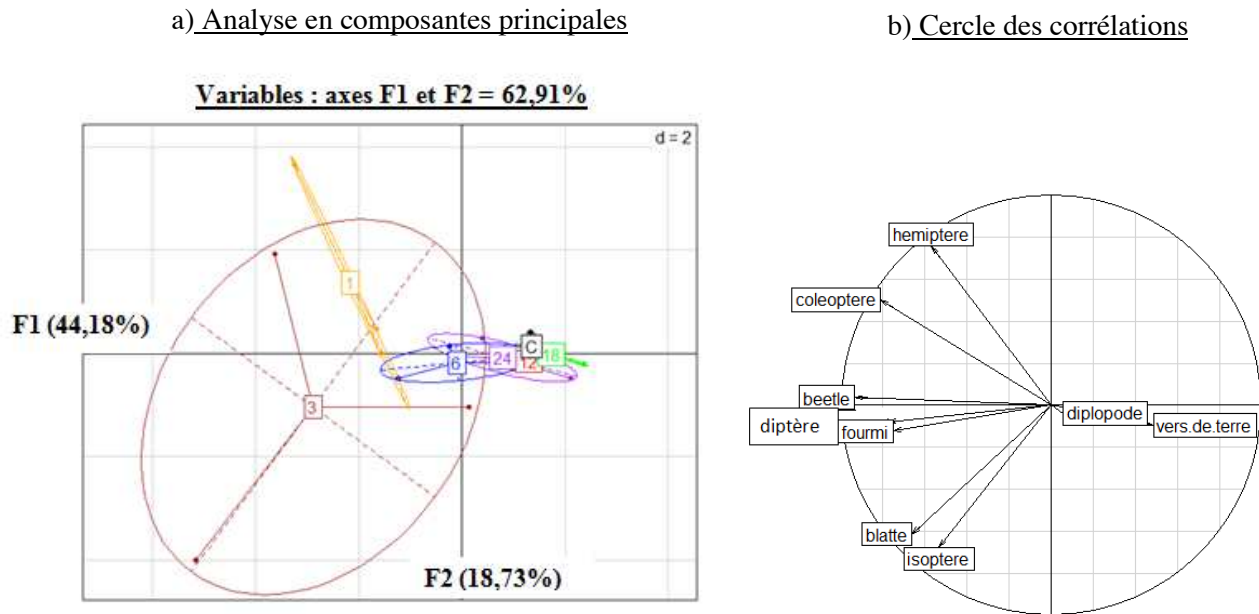 a) Analyse en composantes principales
b) Cercle des corrélations
Variables : axes F1 et F2 = 62,91%
d = 2
F1 (44,18%)
1
C
6
24
12
18
3
F2 (18,73%)
hemiptere
coleoptere
beetle
diptère
fourmi
diplopode
vers.de.terre
blatte
isoptere